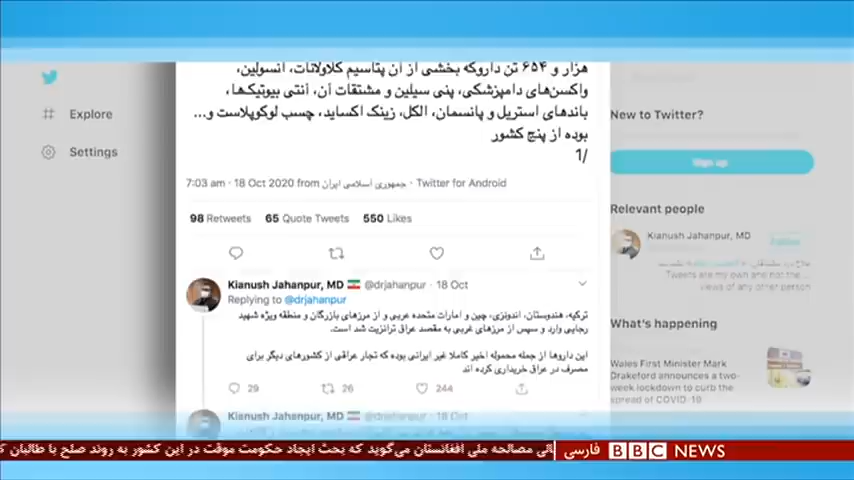 هزار و ۶۵۴ تن داروکه بخشی از آن پتاسیم کلاولانات، انسولین،
واکسن‌های دامپزشکی، پنی سیلین و مشتقات آن، آنتی بیوتیک‌ها،
باندهای استریل و پانسمان، الکل، زینک اکساید، چسب لوکوپلاست و...
بوده از پنج کشور
1/
7:03 am · 18 Oct 2020 from جمهوری اسلامی ایران · Twitter for Android
98 Retweets 65 Quote Tweets 550 Likes
Kianush Jahanpur, MD @drjahanpur · 18 Oct
Replying to @drjahanpur
ترکیه، هندوستان، اندونزی، چین و امارات متحده عربی و از مرزهای بازرگان و منطقه ویژه شهید
رجایی وارد و سپس از مرزهای غربی به مقصد عراق ترانزیت شد است.
این داروها از جمله محموله اخیر کاملا غیر ایرانی بوده که تجار عراقی از کشورهای دیگر برای
مصرف در عراق خریداری کرده اند
29 26 244
Kianush Jahanpur, MD @drjahanpur · 18 Oct
Explore
Settings
New to Twitter?
Sign up
Relevant people
Kianush Jahanpur, MD
Follow
Tweets are my own and not the...
views of any other person
What's happening
Wales First Minister Mark
Drakeford announces a two-
week lockdown to curb the
spread of COVID-19
الی مصالحه ملی افغانستان می‌گوید که بحث ایجاد حکومت موقت در این کشور به روند صلح با طالبان
BBC NEWS فارسی